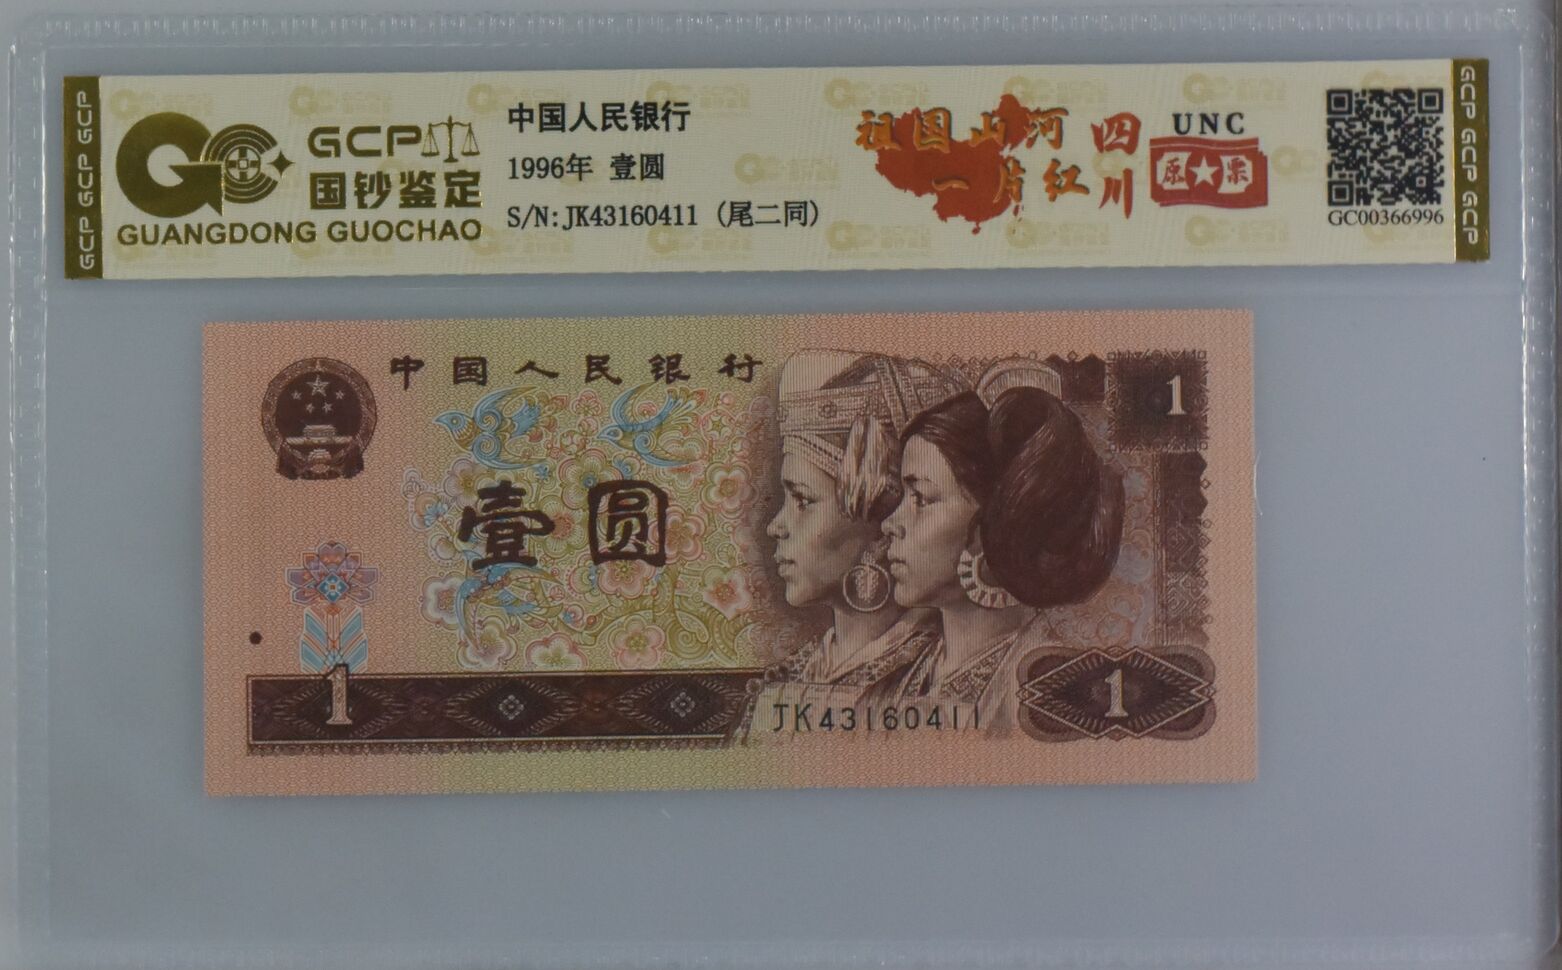 GCP GCP GCP
GCP
国钞鉴定
GUANGDONG GUOCHAO
中国人民银行
1996年 壹圆
S/N:JK43160411 (尾二同)
祖国山河
一片红
四川
UNC
原★票
GC00366996
GCP GCP GCP
中国人民银行
1
壹圆
1
JK43160411
1